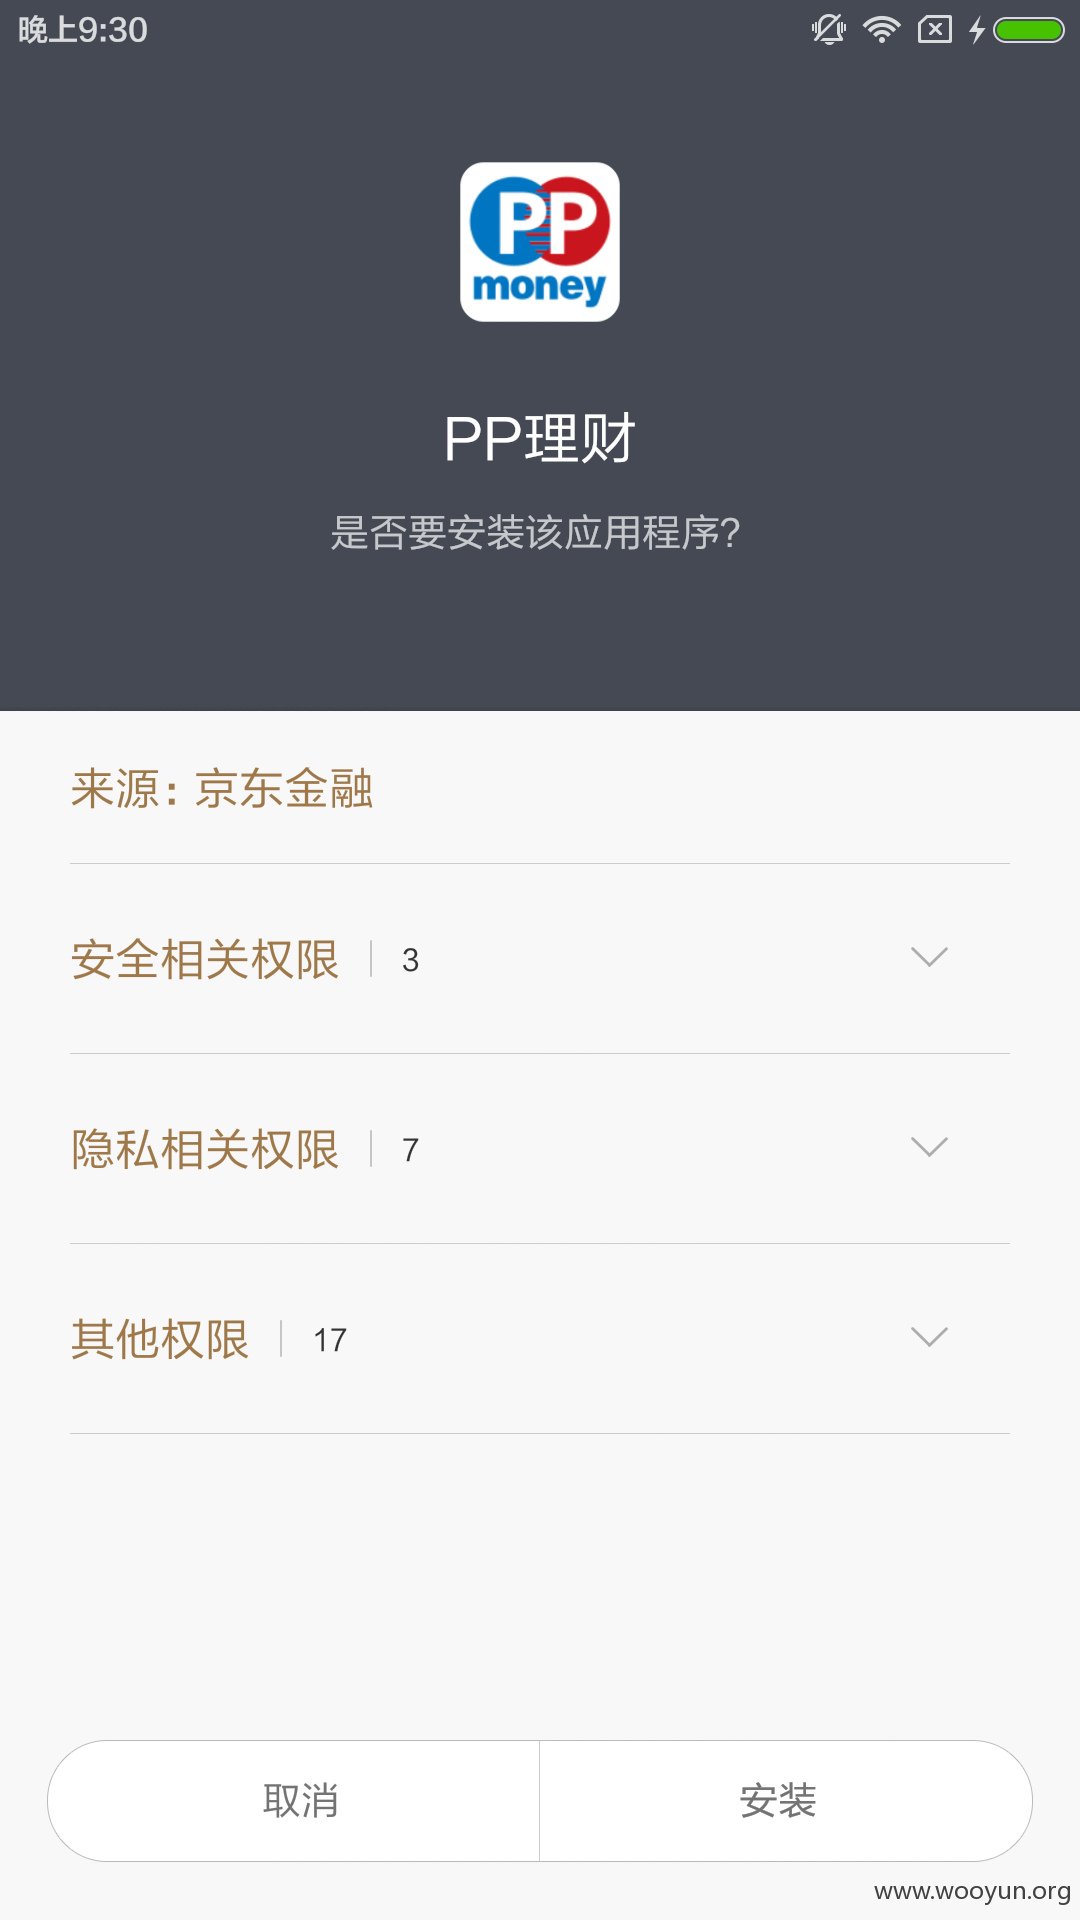 晚上9:30
PP
money
PP理财
是否要安装该应用程序?
来源: 京东金融
安全相关权限 3
隐私相关权限 7
其他权限 17
取消 安装
www.wooyun.org